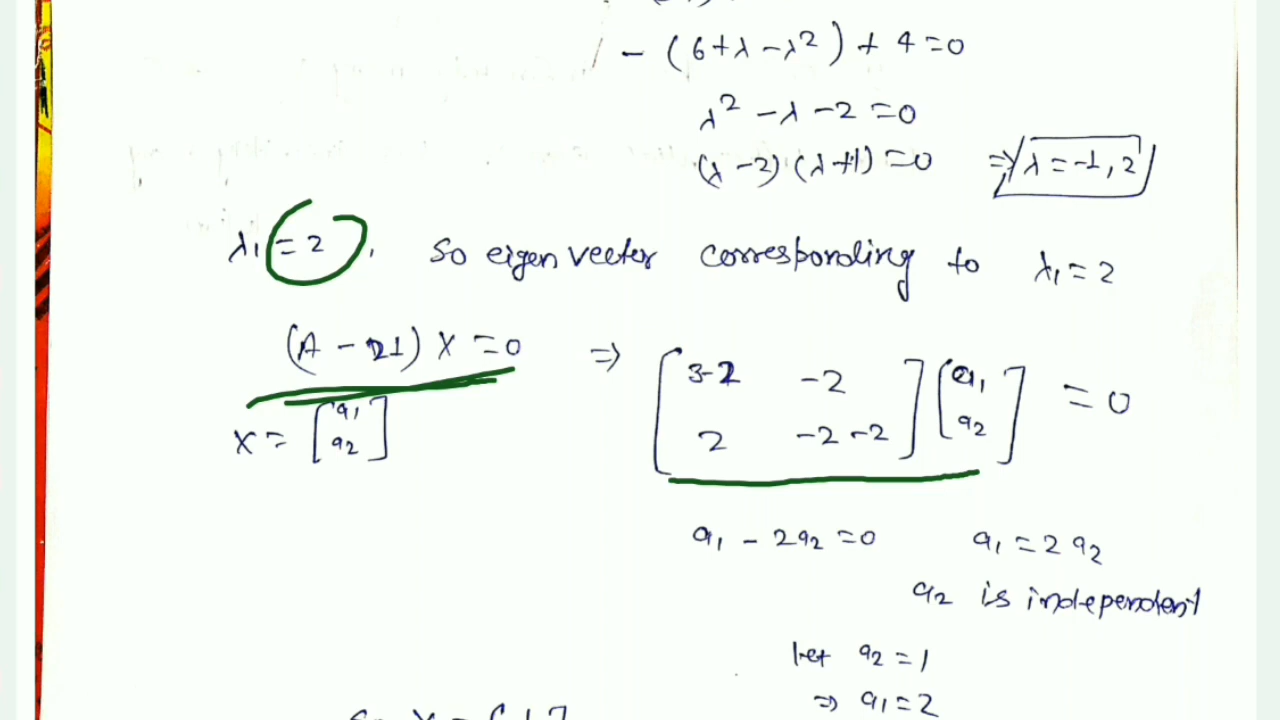 - (6+λ-λ²) + 4 = 0
λ² - λ - 2 = 0
(λ-2) (λ+1) = 0 ⇒ λ = -1, 2
λ₁ = 2, So eigen vector corresponding to λ₁ = 2
(A - 2I) X = 0 ⇒ [3-2 -2] [a₁] = 0
[2 -2-2] [a₂]
X = [a₁]
[a₂]
a₁ - 2a₂ = 0 a₁ = 2a₂
a₂ is independent
let a₂ = 1
⇒ a₁ = 2